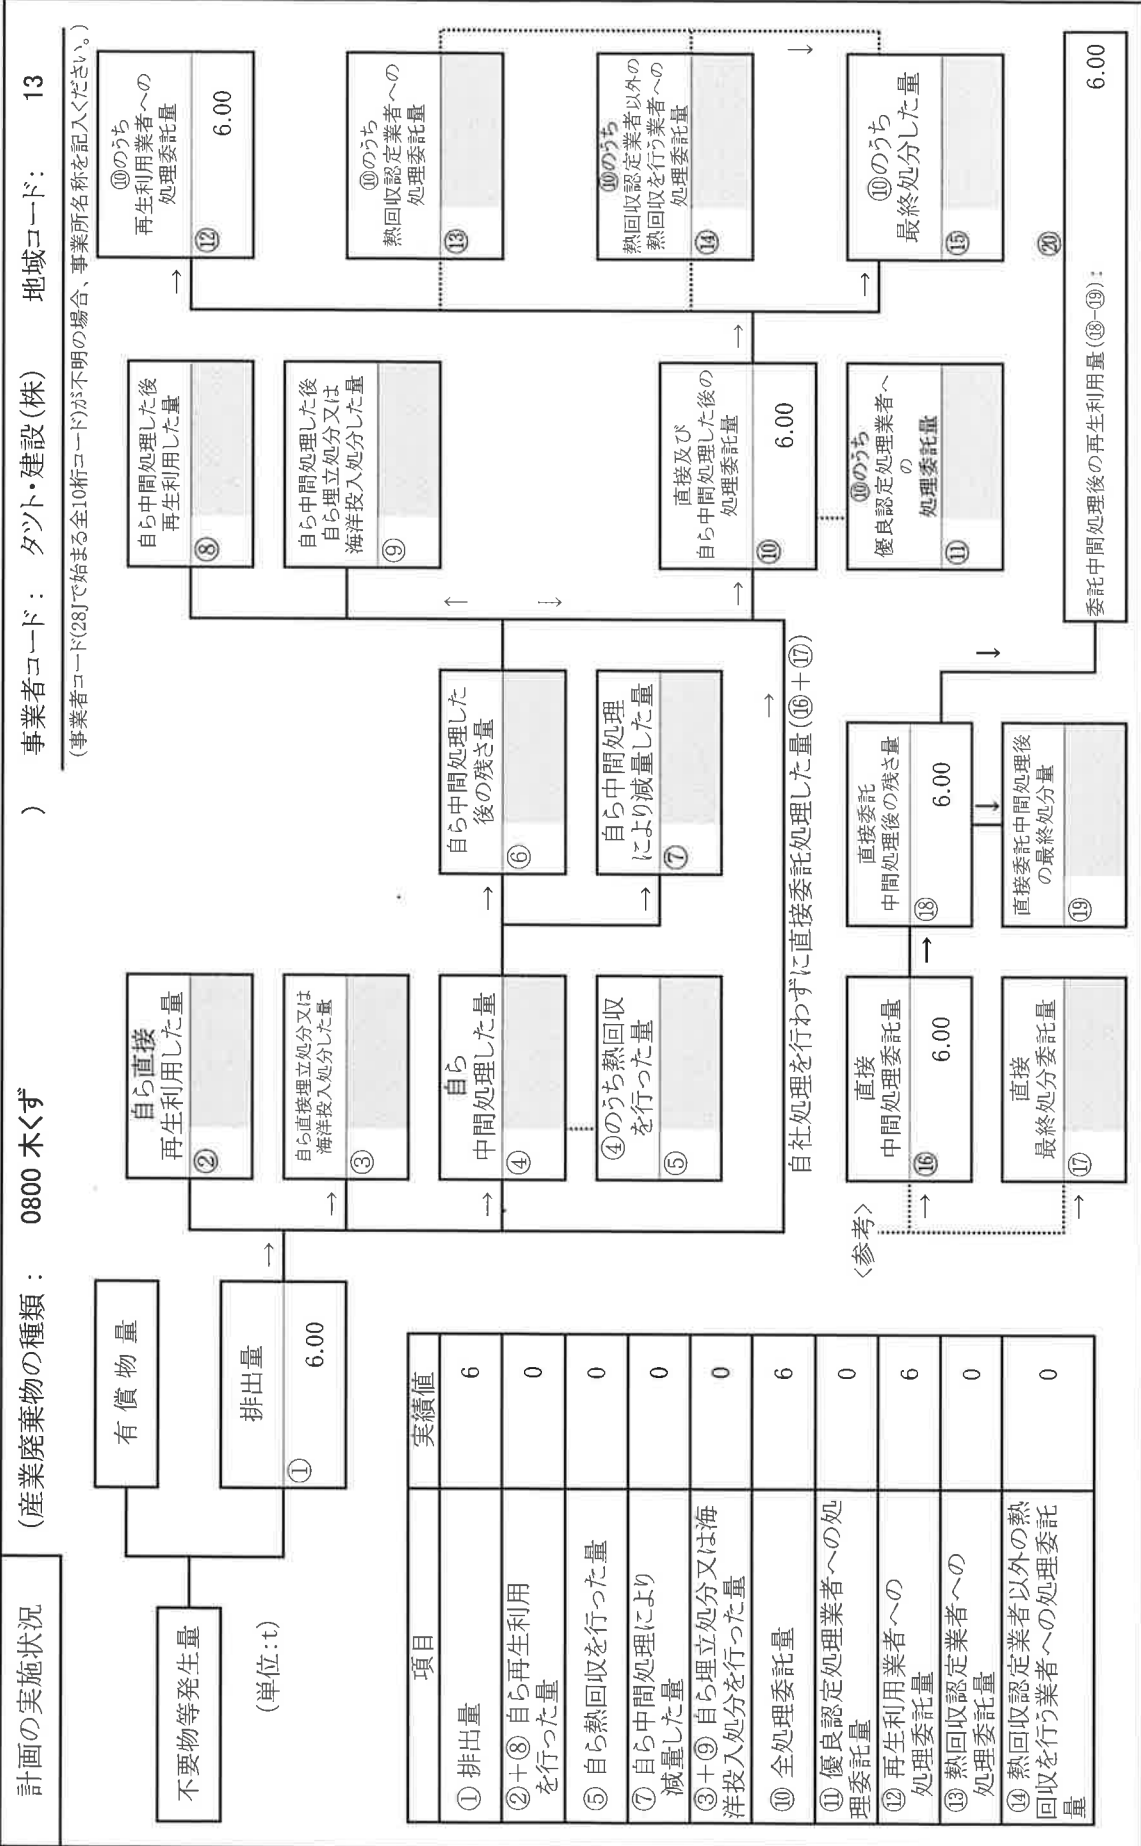 計画の実施状況
(産業廃棄物の種類: 0800 木くず )
事業者コード: タツト・建設(株) 地域コード: 13
(事業者コード(28Jで始まる全10桁コード)が不明の場合、事業所名称を記入ください。)
不要物等発生量
(単位:t)
有償物量
排出量
① 6.00
→
自ら直接
再生利用した量
②
→
自ら直接埋立処分又は
海洋投入処分した量
③
→
自ら
中間処理した量
④
④のうち熱回収
を行った量
⑤
→
自ら中間処理した
後の残さ量
⑥
→
自ら中間処理
により減量した量
⑦
自ら中間処理した後
再生利用した量
⑧
自ら中間処理した後
自ら埋立処分又は
海洋投入処分した量
⑨
↑
↓
→
直接及び
自ら中間処理した後の
処理委託量
⑩ 6.00
⑩のうち
優良認定処理業者へ
の
処理委託量
⑪
→
→
⑩のうち
再生利用業者への
処理委託量
⑫ 6.00
⑩のうち
熱回収認定業者への
処理委託量
⑬
⑩のうち
熱回収認定業者以外の
熱回収を行う業者への
処理委託量
⑭
↓
→
⑩のうち
最終処分した量
⑮
→
自社処理を行わずに直接委託処理した量(⑯+⑰)
<参考>
→
直接
中間処理委託量
⑯ 6.00
→
直接
最終処分委託量
⑰
→
直接委託
中間処理後の残さ量
⑱ 6.00
↓
直接委託中間処理後
の最終処分量
⑲
↓
⑳
委託中間処理後の再生利用量(⑱-⑲): 6.00
項目 実績値
① 排出量 6
②+⑧ 自ら再生利用
を行った量 0
⑤ 自ら熱回収を行った量 0
⑦ 自ら中間処理により
減量した量 0
③+⑨ 自ら埋立処分又は海
洋投入処分を行った量 0
⑩ 全処理委託量 6
⑪ 優良認定処理業者への処
理委託量 0
⑫ 再生利用業者への
処理委託量 6
⑬ 熱回収認定業者への
処理委託量 0
⑭ 熱回収認定業者以外の熱
回収を行う業者への処理委託
量 0